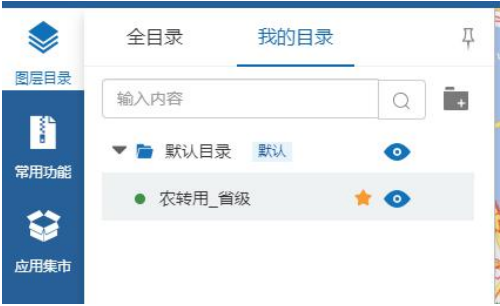 全目录 我的目录
图层目录
输入内容
默认目录 默认
常用功能
农转用_省级
应用集市